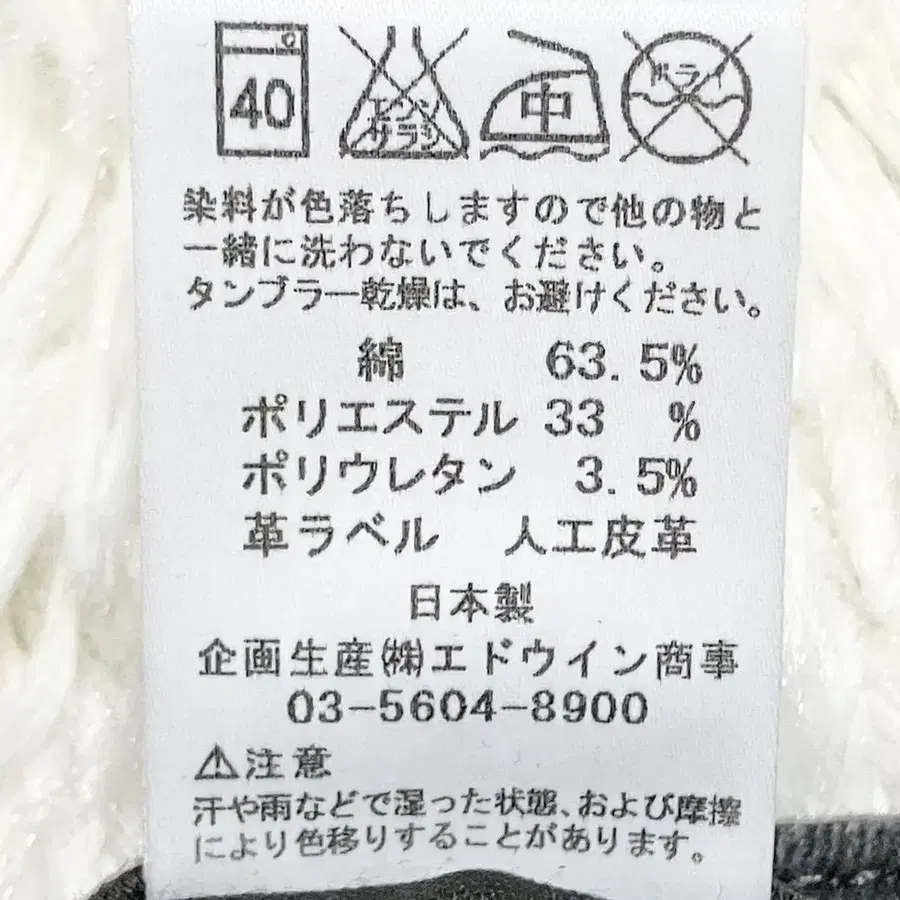 40 エンソ サラシ 中 ドライ
染料が色落ちしますので他の物と
一緒に洗わないでください。
タンブラー乾燥は、お避けください。
綿 63.5%
ポリエステル 33 %
ポリウレタン 3.5%
革ラベル 人工皮革
日本製
企画生産㈱エドウイン商事
03-5604-8900
⚠注意
汗や雨などで湿った状態、および摩擦
により色移りすることがあります。